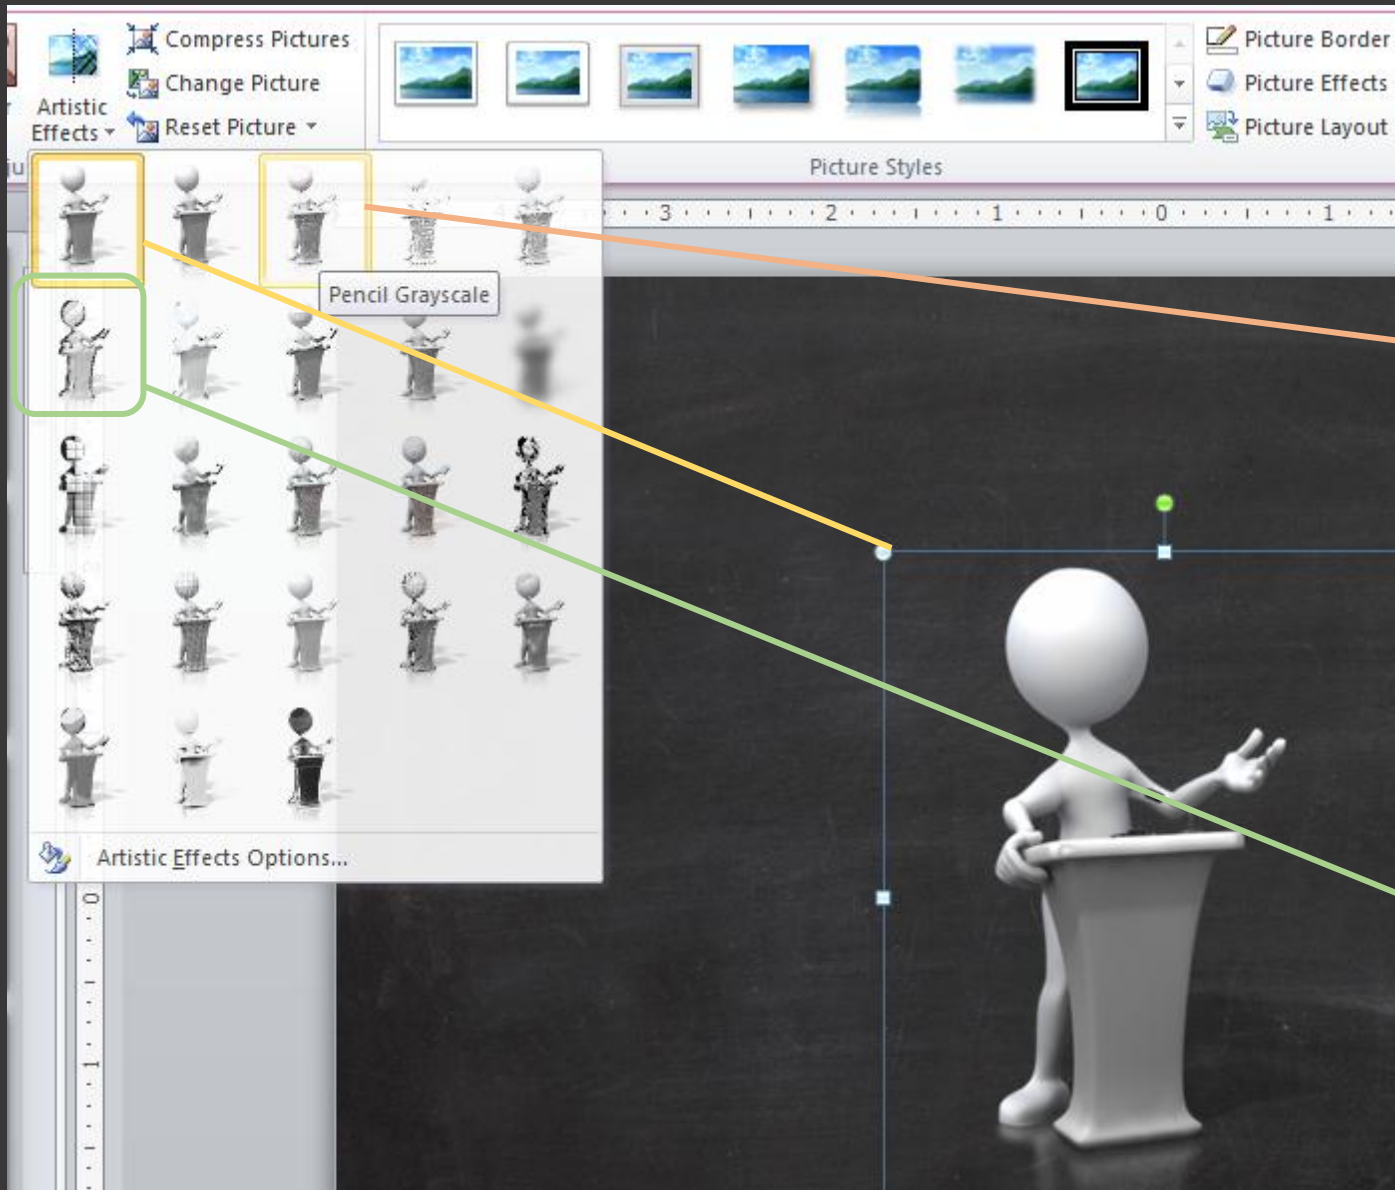 Compress Pictures
Change Picture
Artistic
Effects
Reset Picture
Picture Border
Picture Effects
Picture Layout
Picture Styles
3 2 1 0 1
Pencil Grayscale
Artistic Effects Options...
0
1